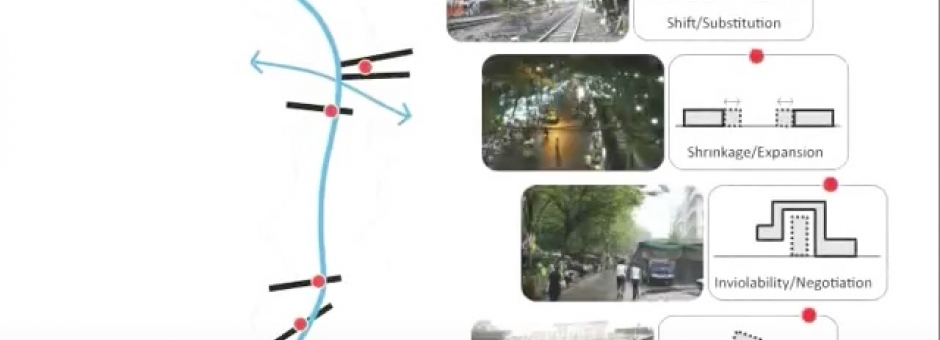 Shift/Substitution
Shrinkage/Expansion
Inviolability/Negotiation